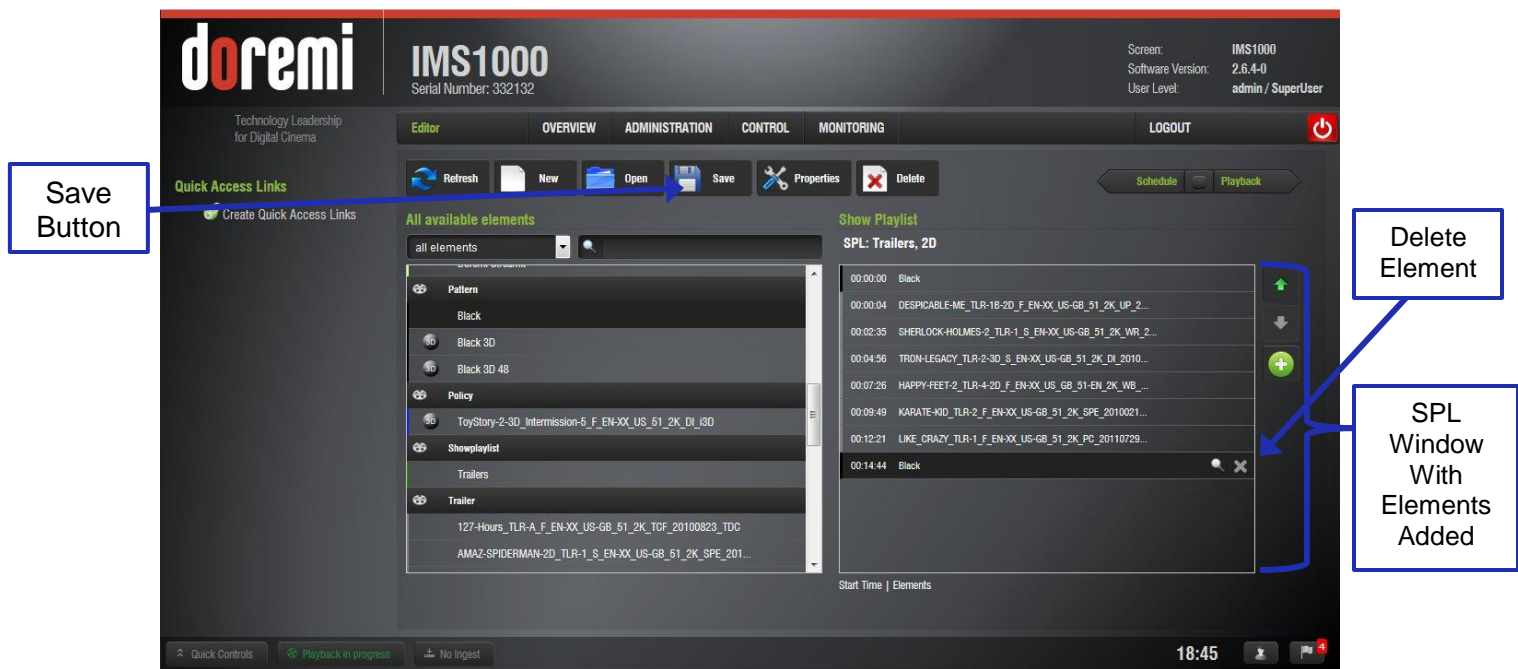 doremi
IMS1000
Serial Number: 332132
Screen: IMS1000
Software Version: 2.6.4-0
User Level: admin / SuperUser
Technology Leadership
for Digital Cinema
Editor OVERVIEW ADMINISTRATION CONTROL MONITORING LOGOUT
Save
Button
Quick Access Links
Create Quick Access Links
Refresh New Open Save Properties Delete
Schedule Playback
All available elements
all elements
Pattern
Black
3D Black 3D
3D Black 3D 48
Policy
3D ToyStory-2-3D_Intermission-5_F_EN-XX_US_51_2K_DI_i3D
Showplaylist
Trailers
Trailer
127-Hours_TLR-A_F_EN-XX_US-GB_51_2K_TCF_20100823_TDC
AMAZ-SPIDERMAN-2D_TLR-1_S_EN-XX_US-GB_51_2K_SPE_201...
Show Playlist
SPL: Trailers, 2D
00:00:00 Black
00:00:04 DESPICABLE-ME_TLR-1B-2D_F_EN-XX_US-GB_51_2K_UP_2...
00:02:35 SHERLOCK-HOLMES-2_TLR-1_S_EN-XX_US-GB_51_2K_WR_2...
00:04:56 TRON-LEGACY_TLR-2-3D_S_EN-XX_US-GB_51_2K_DI_2010...
00:07:26 HAPPY-FEET-2_TLR-4-2D_F_EN-XX_US_GB_51-EN_2K_WB_...
00:09:49 KARATE-KID_TLR-2_F_EN-XX_US-GB_51_2K_SPE_2010021...
00:12:21 LIKE_CRAZY_TLR-1_F_EN-XX_US-GB_51_2K_PC_20110729...
00:14:44 Black
Start Time | Elements
Delete
Element
SPL
Window
With
Elements
Added
Quick Controls Playback in progress No Ingest 18:45 4